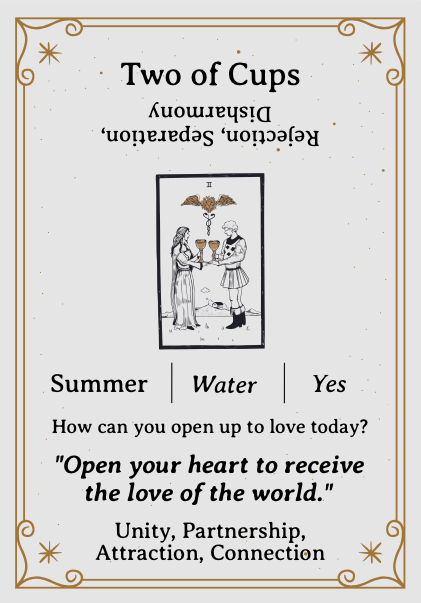 Two of Cups
Rejection, Separation,
Disharmony
II
Summer
Water
Yes
How can you open up to love today?
"Open your heart to receive
the love of the world."
Unity, Partnership,
Attraction, Connection